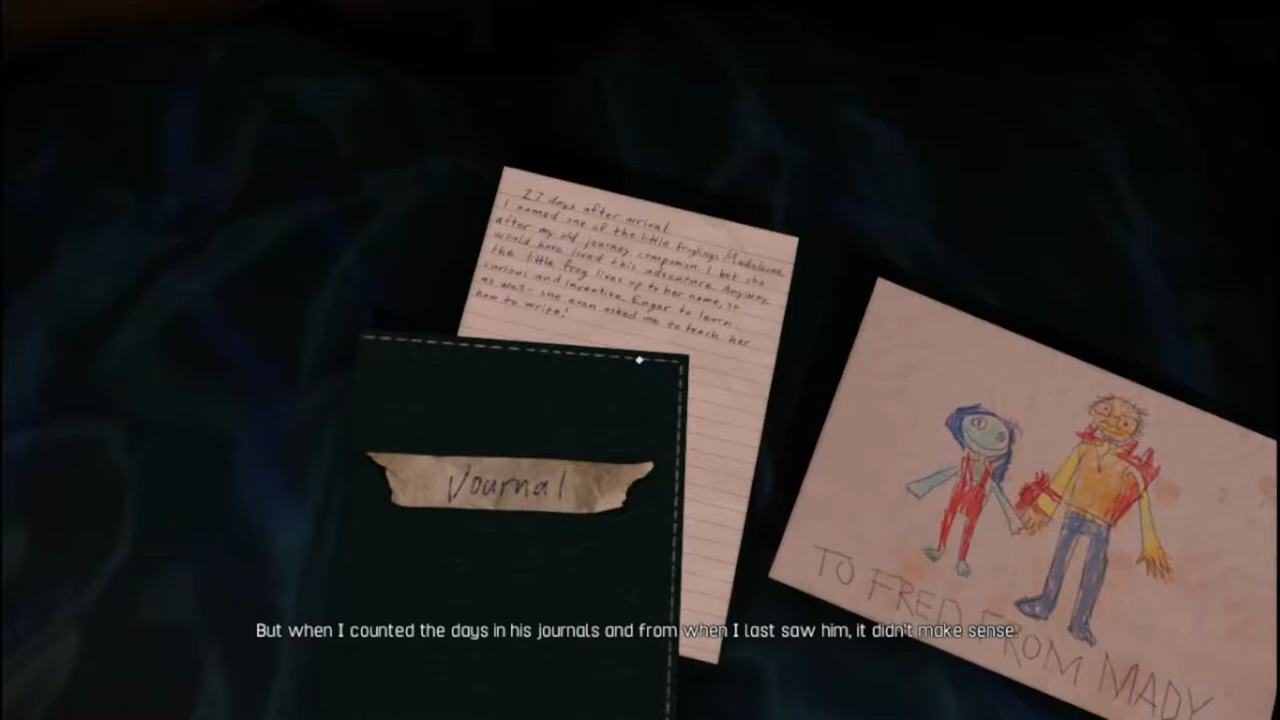 27 days after arrival
I named one of the little froglings Madeleine
after my old journey companion. I bet she
would have loved this adventure. Anyway,
the little frog lives up to her name, so
curious and inventive. Eager to learn
as well - she even asked me to teach her
how to write!
Journal
TO FRED FROM MADY
But when I counted the days in his journals and from when I last saw him, it didn't make sense.